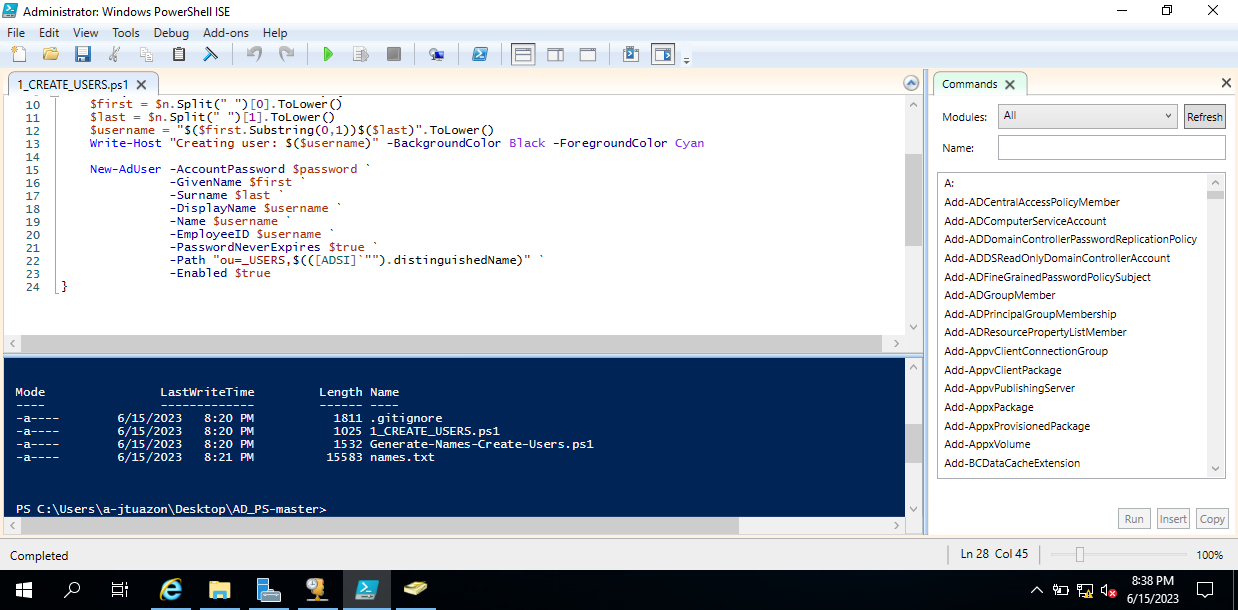 Administrator: Windows PowerShell ISE
File Edit View Tools Debug Add-ons Help
1_CREATE_USERS.ps1
10 $first = $n.Split(" ")[0].ToLower()
11 $last = $n.Split(" ")[1].ToLower()
12 $username = "$($first.Substring(0,1))$($last)".ToLower()
13 Write-Host "Creating user: $($username)" -BackgroundColor Black -ForegroundColor Cyan
14
15 New-AdUser -AccountPassword $password `
16 -GivenName $first `
17 -Surname $last `
18 -DisplayName $username `
19 -Name $username `
20 -EmployeeID $username `
21 -PasswordNeverExpires $true `
22 -Path "ou=_USERS,$(([ADSI]`"").distinguishedName)" `
23 -Enabled $true
24 }
Mode LastWriteTime Length Name
---- ------------- ------ ----
-a---- 6/15/2023 8:20 PM 1811 .gitignore
-a---- 6/15/2023 8:20 PM 1025 1_CREATE_USERS.ps1
-a---- 6/15/2023 8:20 PM 1532 Generate-Names-Create-Users.ps1
-a---- 6/15/2023 8:21 PM 15583 names.txt
PS C:\Users\a-jtuazon\Desktop\AD_PS-master>
Commands
Modules: All Refresh
Name:
A:
Add-ADCentralAccessPolicyMember
Add-ADComputerServiceAccount
Add-ADDomainControllerPasswordReplicationPolicy
Add-ADDSReadOnlyDomainControllerAccount
Add-ADFineGrainedPasswordPolicySubject
Add-ADGroupMember
Add-ADPrincipalGroupMembership
Add-ADResourcePropertyListMember
Add-AppvClientConnectionGroup
Add-AppvClientPackage
Add-AppvPublishingServer
Add-AppxPackage
Add-AppxProvisionedPackage
Add-AppxVolume
Add-BCDataCacheExtension
Run Insert Copy
Completed
Ln 28 Col 45
100%
8:38 PM
6/15/2023